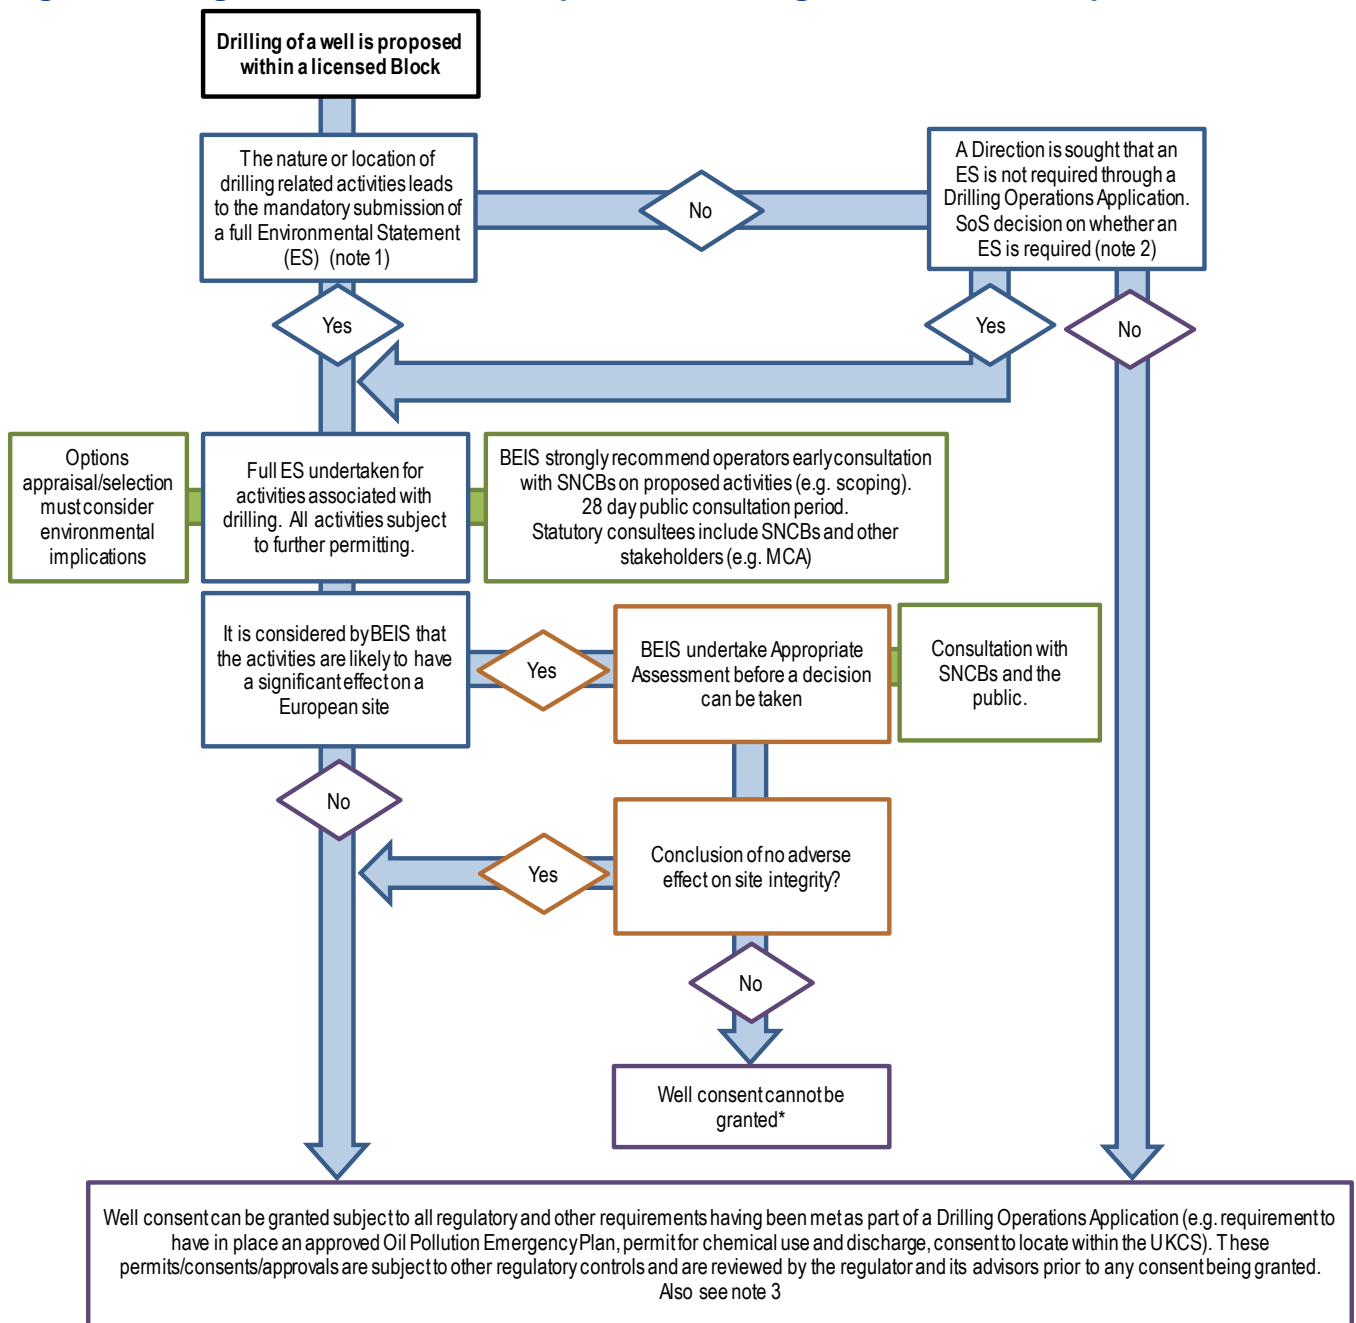 Drilling of a well is proposed
within a licensed Block
The nature or location of
drilling related activities leads
to the mandatory submission of
a full Environmental Statement
(ES) (note 1)
No
A Direction is sought that an
ES is not required through a
Drilling Operations Application.
SoS decision on whether an
ES is required (note 2)
Yes
Yes
No
Options
appraisal/selection
must consider
environmental
implications
Full ES undertaken for
activities associated with
drilling. All activities subject
to further permitting.
BEIS strongly recommend operators early consultation
with SNCBs on proposed activities (e.g. scoping).
28 day public consultation period.
Statutory consultees include SNCBs and other
stakeholders (e.g. MCA)
It is considered by BEIS that
the activities are likely to have
a significant effect on a
European site
Yes
BEIS undertake Appropriate
Assessment before a decision
can be taken
Consultation with
SNCBs and the
public.
No
Yes
Conclusion of no adverse
effect on site integrity?
No
Well consent cannot be
granted*
Well consent can be granted subject to all regulatory and other requirements having been met as part of a Drilling Operations Application (e.g. requirement to
have in place an approved Oil Pollution Emergency Plan, permit for chemical use and discharge, consent to locate within the UKCS). These
permits/consents/approvals are subject to other regulatory controls and are reviewed by the regulator and its advisors prior to any consent being granted.
Also see note 3